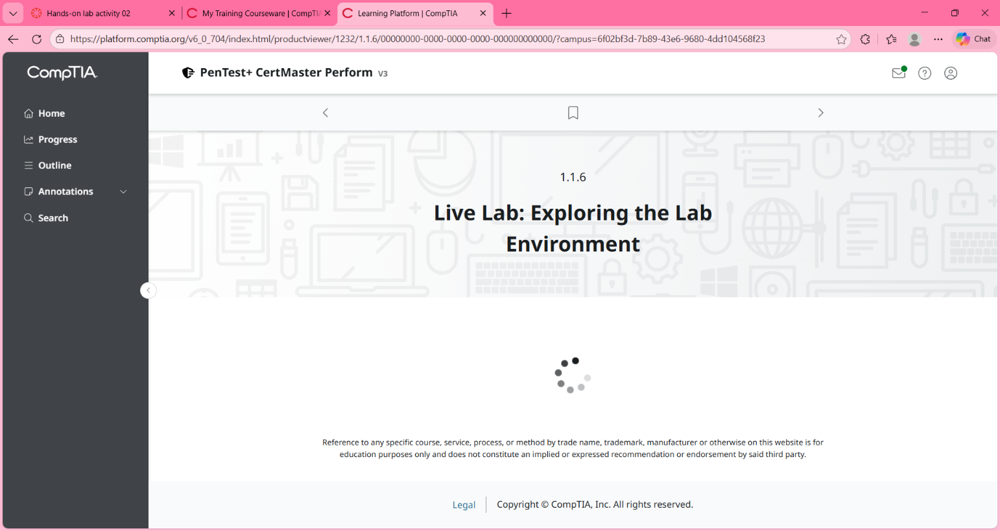 Hands-on lab activity 02
My Training Courseware | CompTIA
Learning Platform | CompTIA
https://platform.comptia.org/v6_0_704/index.html/productviewer/1232/1.1.6/00000000-0000-0000-0000-000000000000/?campus=6f02bf3d-7b89-43e6-9680-4dd104568f23
Chat
CompTIA.
PenTest+ CertMaster Perform V3
Home
Progress
Outline
Annotations
Search
1.1.6
Live Lab: Exploring the Lab
Environment
Reference to any specific course, service, process, or method by trade name, trademark, manufacturer or otherwise on this website is for
education purposes only and does not constitute an implied or expressed recommendation or endorsement by said third party.
Legal
Copyright © CompTIA, Inc. All rights reserved.